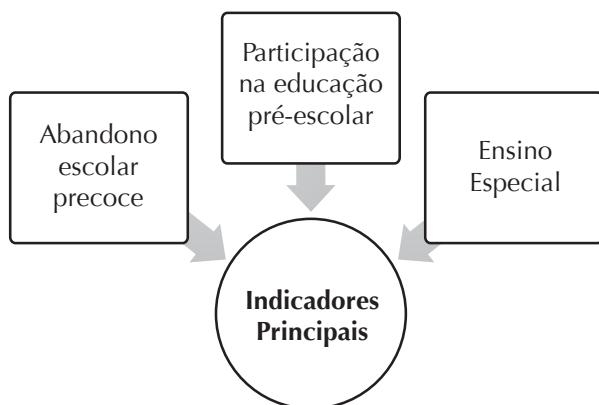 Participação
na educação
pré-escolar
Abandono
escolar
precoce
Ensino
Especial
Indicadores
Principais